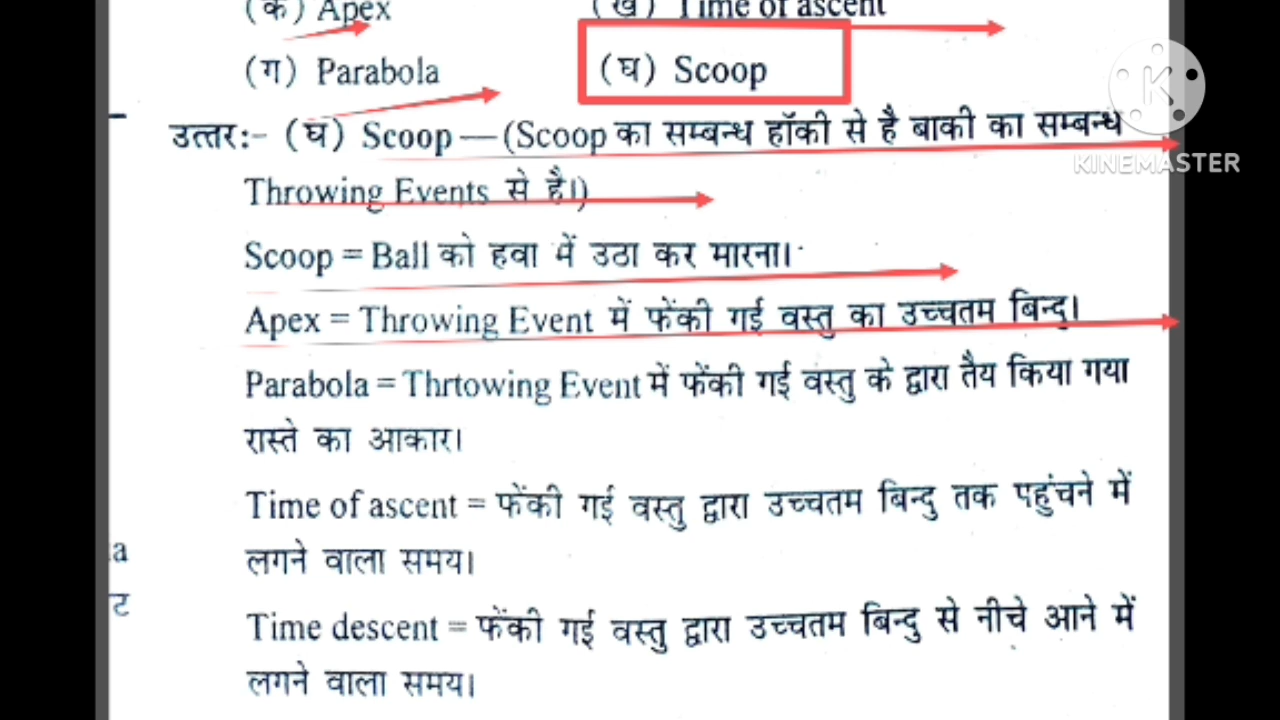 (क) Apex (ख) Time of ascent
(ग) Parabola (घ) Scoop
उत्तर:- (घ) Scoop — (Scoop का सम्बन्ध हॉकी से है बाकी का सम्बन्ध
KINEMASTER
Throwing Events से है।)
Scoop = Ball को हवा में उठा कर मारना।
Apex = Throwing Event में फेंकी गई वस्तु का उच्चतम बिन्दु।
Parabola = Thrtowing Event में फेंकी गई वस्तु के द्वारा तैय किया गया
रास्ते का आकार।
Time of ascent = फेंकी गई वस्तु द्वारा उच्चतम बिन्दु तक पहुंचने में
लगने वाला समय।
Time descent = फेंकी गई वस्तु द्वारा उच्चतम बिन्दु से नीचे आने में
लगने वाला समय।